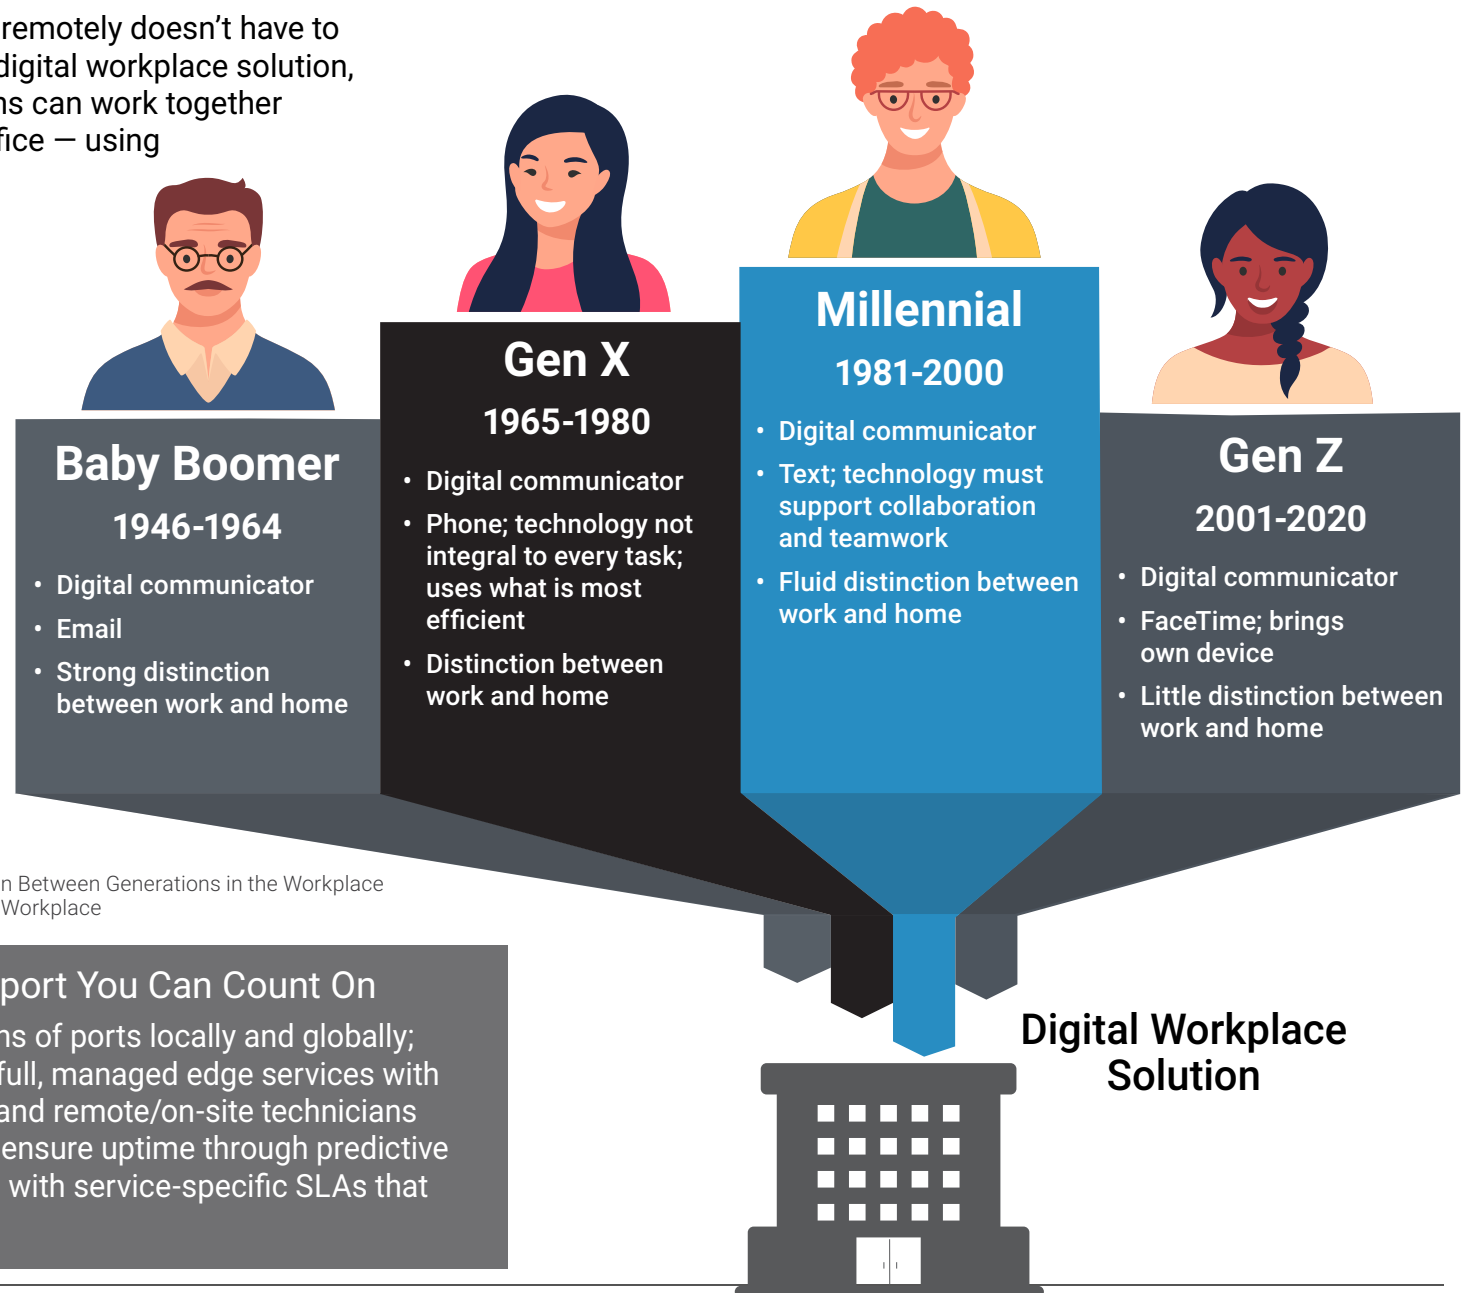 remotely doesn’t have to
digital workplace solution,
ns can work together
fice — using
Baby Boomer
1946-1964
• Digital communicator
• Email
• Strong distinction
between work and home
Gen X
1965-1980
• Digital communicator
• Phone; technology not
integral to every task;
uses what is most
efficient
• Distinction between
work and home
Millennial
1981-2000
• Digital communicator
• Text; technology must
support collaboration
and teamwork
• Fluid distinction between
work and home
Gen Z
2001-2020
• Digital communicator
• FaceTime; brings
own device
• Little distinction between
work and home
n Between Generations in the Workplace
Workplace
port You Can Count On
ns of ports locally and globally;
full, managed edge services with
and remote/on-site technicians
ensure uptime through predictive
with service-specific SLAs that
Digital Workplace
Solution